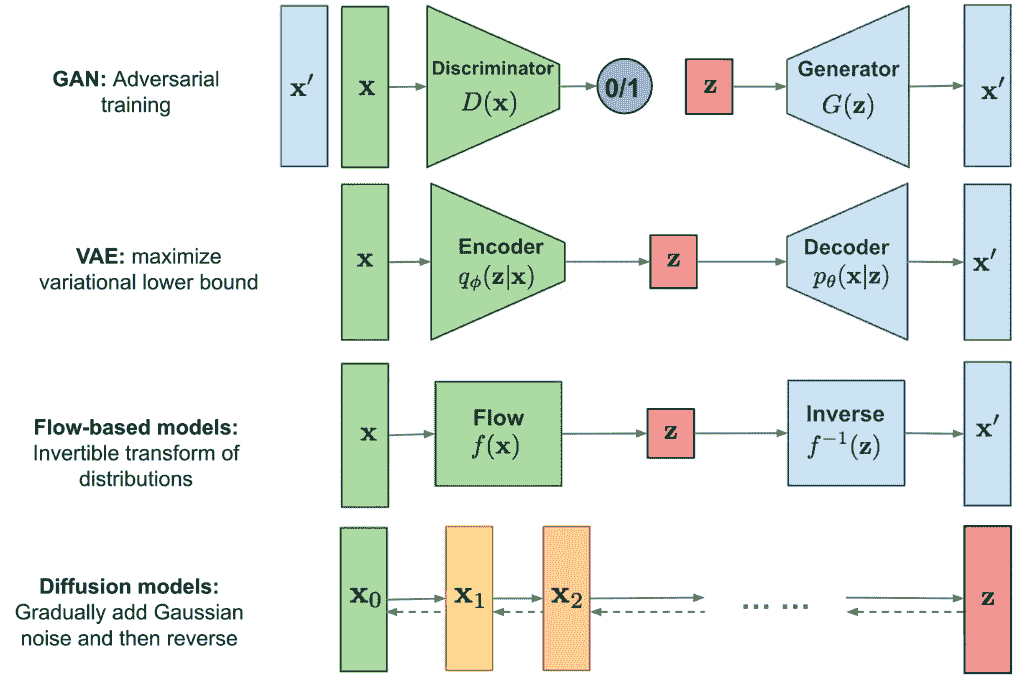 GAN: Adversarial
training
x′
x
Discriminator
D(x)
0/1
z
Generator
G(z)
x′
VAE: maximize
variational lower bound
x
Encoder
qϕ(z|x)
z
Decoder
pθ(x|z)
x′
Flow-based models:
Invertible transform of
distributions
x
Flow
f(x)
z
Inverse
f⁻¹(z)
x′
Diffusion models:
Gradually add Gaussian
noise and then reverse
x₀
x₁
x₂
... ...
z